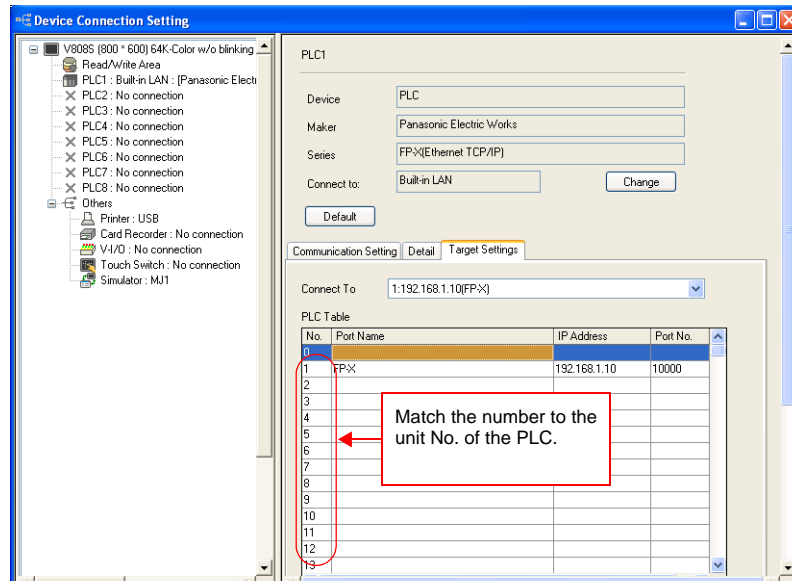 Device Connection Setting
V808S (800 * 600) 64K-Color w/o blinking
Read/Write Area
PLC1 : Built-in LAN : [Panasonic Electr
PLC2 : No connection
PLC3 : No connection
PLC4 : No connection
PLC5 : No connection
PLC6 : No connection
PLC7 : No connection
PLC8 : No connection
Others
Printer : USB
Card Recorder : No connection
V-I/O : No connection
Touch Switch : No connection
Simulator : MJ1
PLC1
Device PLC
Maker Panasonic Electric Works
Series FP-X(Ethernet TCP/IP)
Connect to: Built-in LAN Change
Default
Communication Setting Detail Target Settings
Connect To 1:192.168.1.10(FP-X)
PLC Table
No. Port Name IP Address Port No.
0
1 FP-X 192.168.1.10 10000
2
3
4
5
6
7
8
9
10
11
12
13
Match the number to the
unit No. of the PLC.